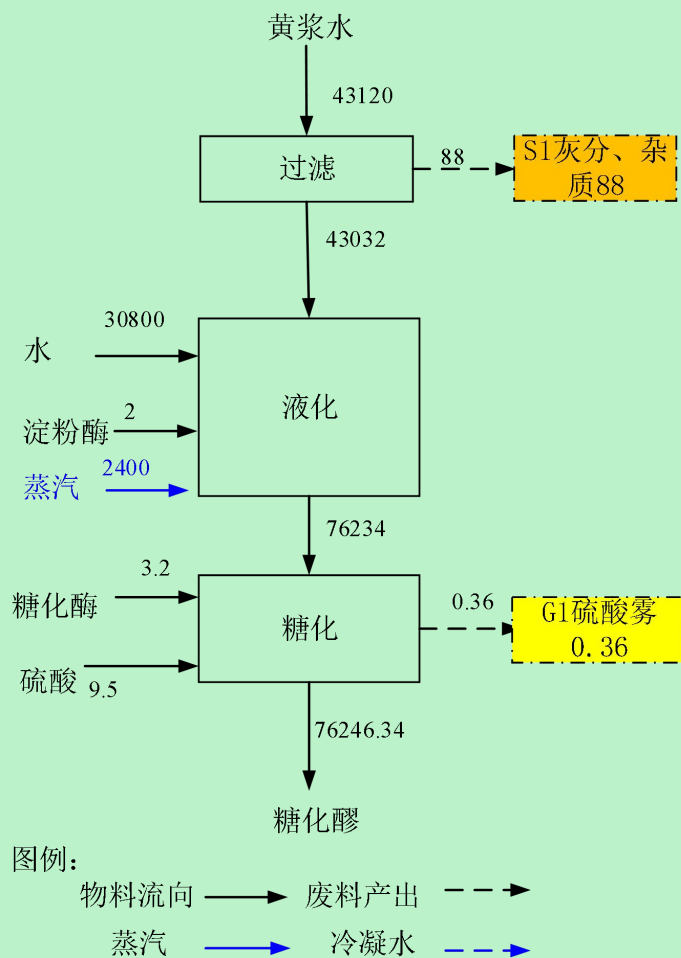 黄浆水
43120
过滤
88
S1灰分、杂
质88
43032
30800
水
液化
2
淀粉酶
2400
蒸汽
76234
3.2
糖化酶
糖化
0.36
G1硫酸雾
0.36
硫酸
9.5
76246.34
糖化醪
图例：
物料流向
废料产出
蒸汽
冷凝水